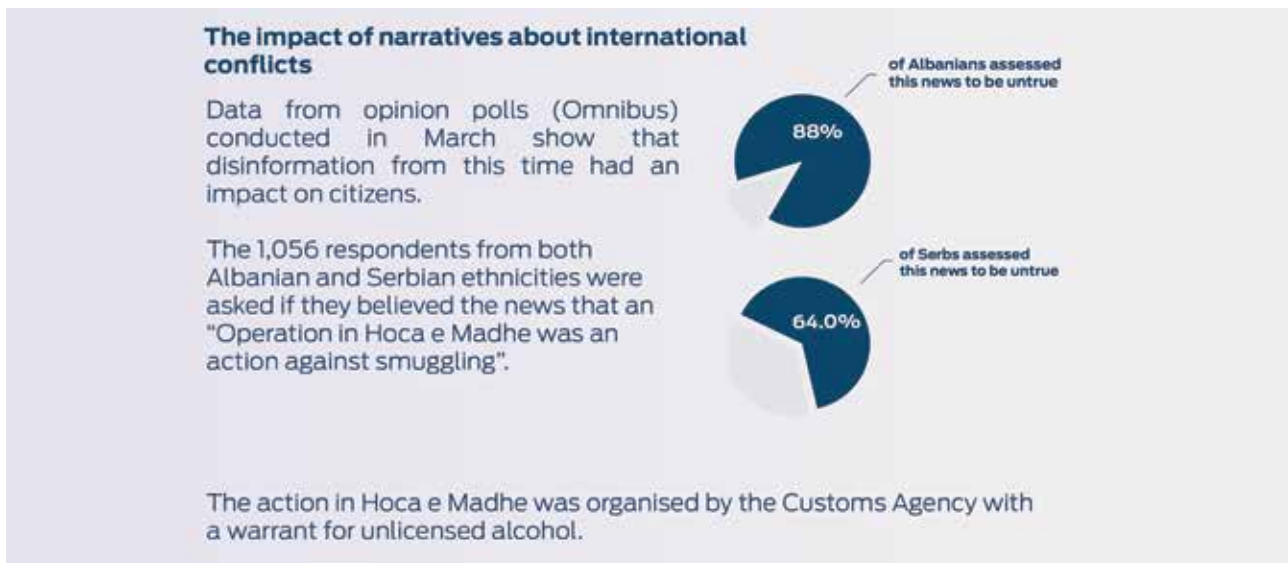 The impact of narratives about international
conflicts
Data from opinion polls (Omnibus)
conducted in March show that
disinformation from this time had an
impact on citizens.
The 1,056 respondents from both
Albanian and Serbian ethnicities were
asked if they believed the news that an
“Operation in Hoca e Madhe was an
action against smuggling”.
of Albanians assessed
this news to be untrue
88%
of Serbs assessed
this news to be untrue
64.0%
The action in Hoca e Madhe was organised by the Customs Agency with
a warrant for unlicensed alcohol.